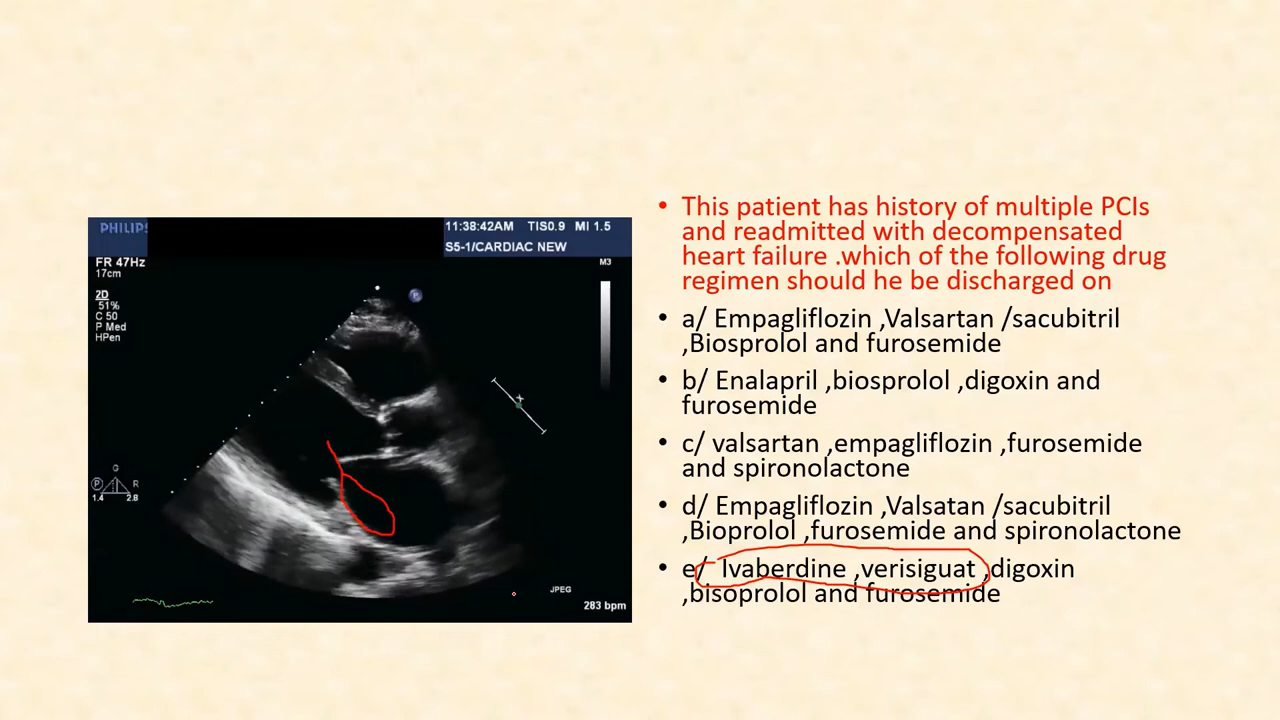 PHILIPS
11:38:42AM TIS0.9 MI 1.5
S5-1/CARDIAC NEW
FR 47Hz
17cm
M3
2D
51%
C 50
P Med
HPen
P
G
P R
1.4 2.8
JPEG
283 bpm
• This patient has history of multiple PCIs
and readmitted with decompensated
heart failure .which of the following drug
regimen should he be discharged on
• a/ Empagliflozin ,Valsartan /sacubitril
,Biosprolol and furosemide
• b/ Enalapril ,biosprolol ,digoxin and
furosemide
• c/ valsartan ,empagliflozin ,furosemide
and spironolactone
• d/ Empagliflozin ,Valsatan /sacubitril
,Bioprolol ,furosemide and spironolactone
• e/ Ivaberdine ,verisiguat ,digoxin
,bisoprolol and furosemide